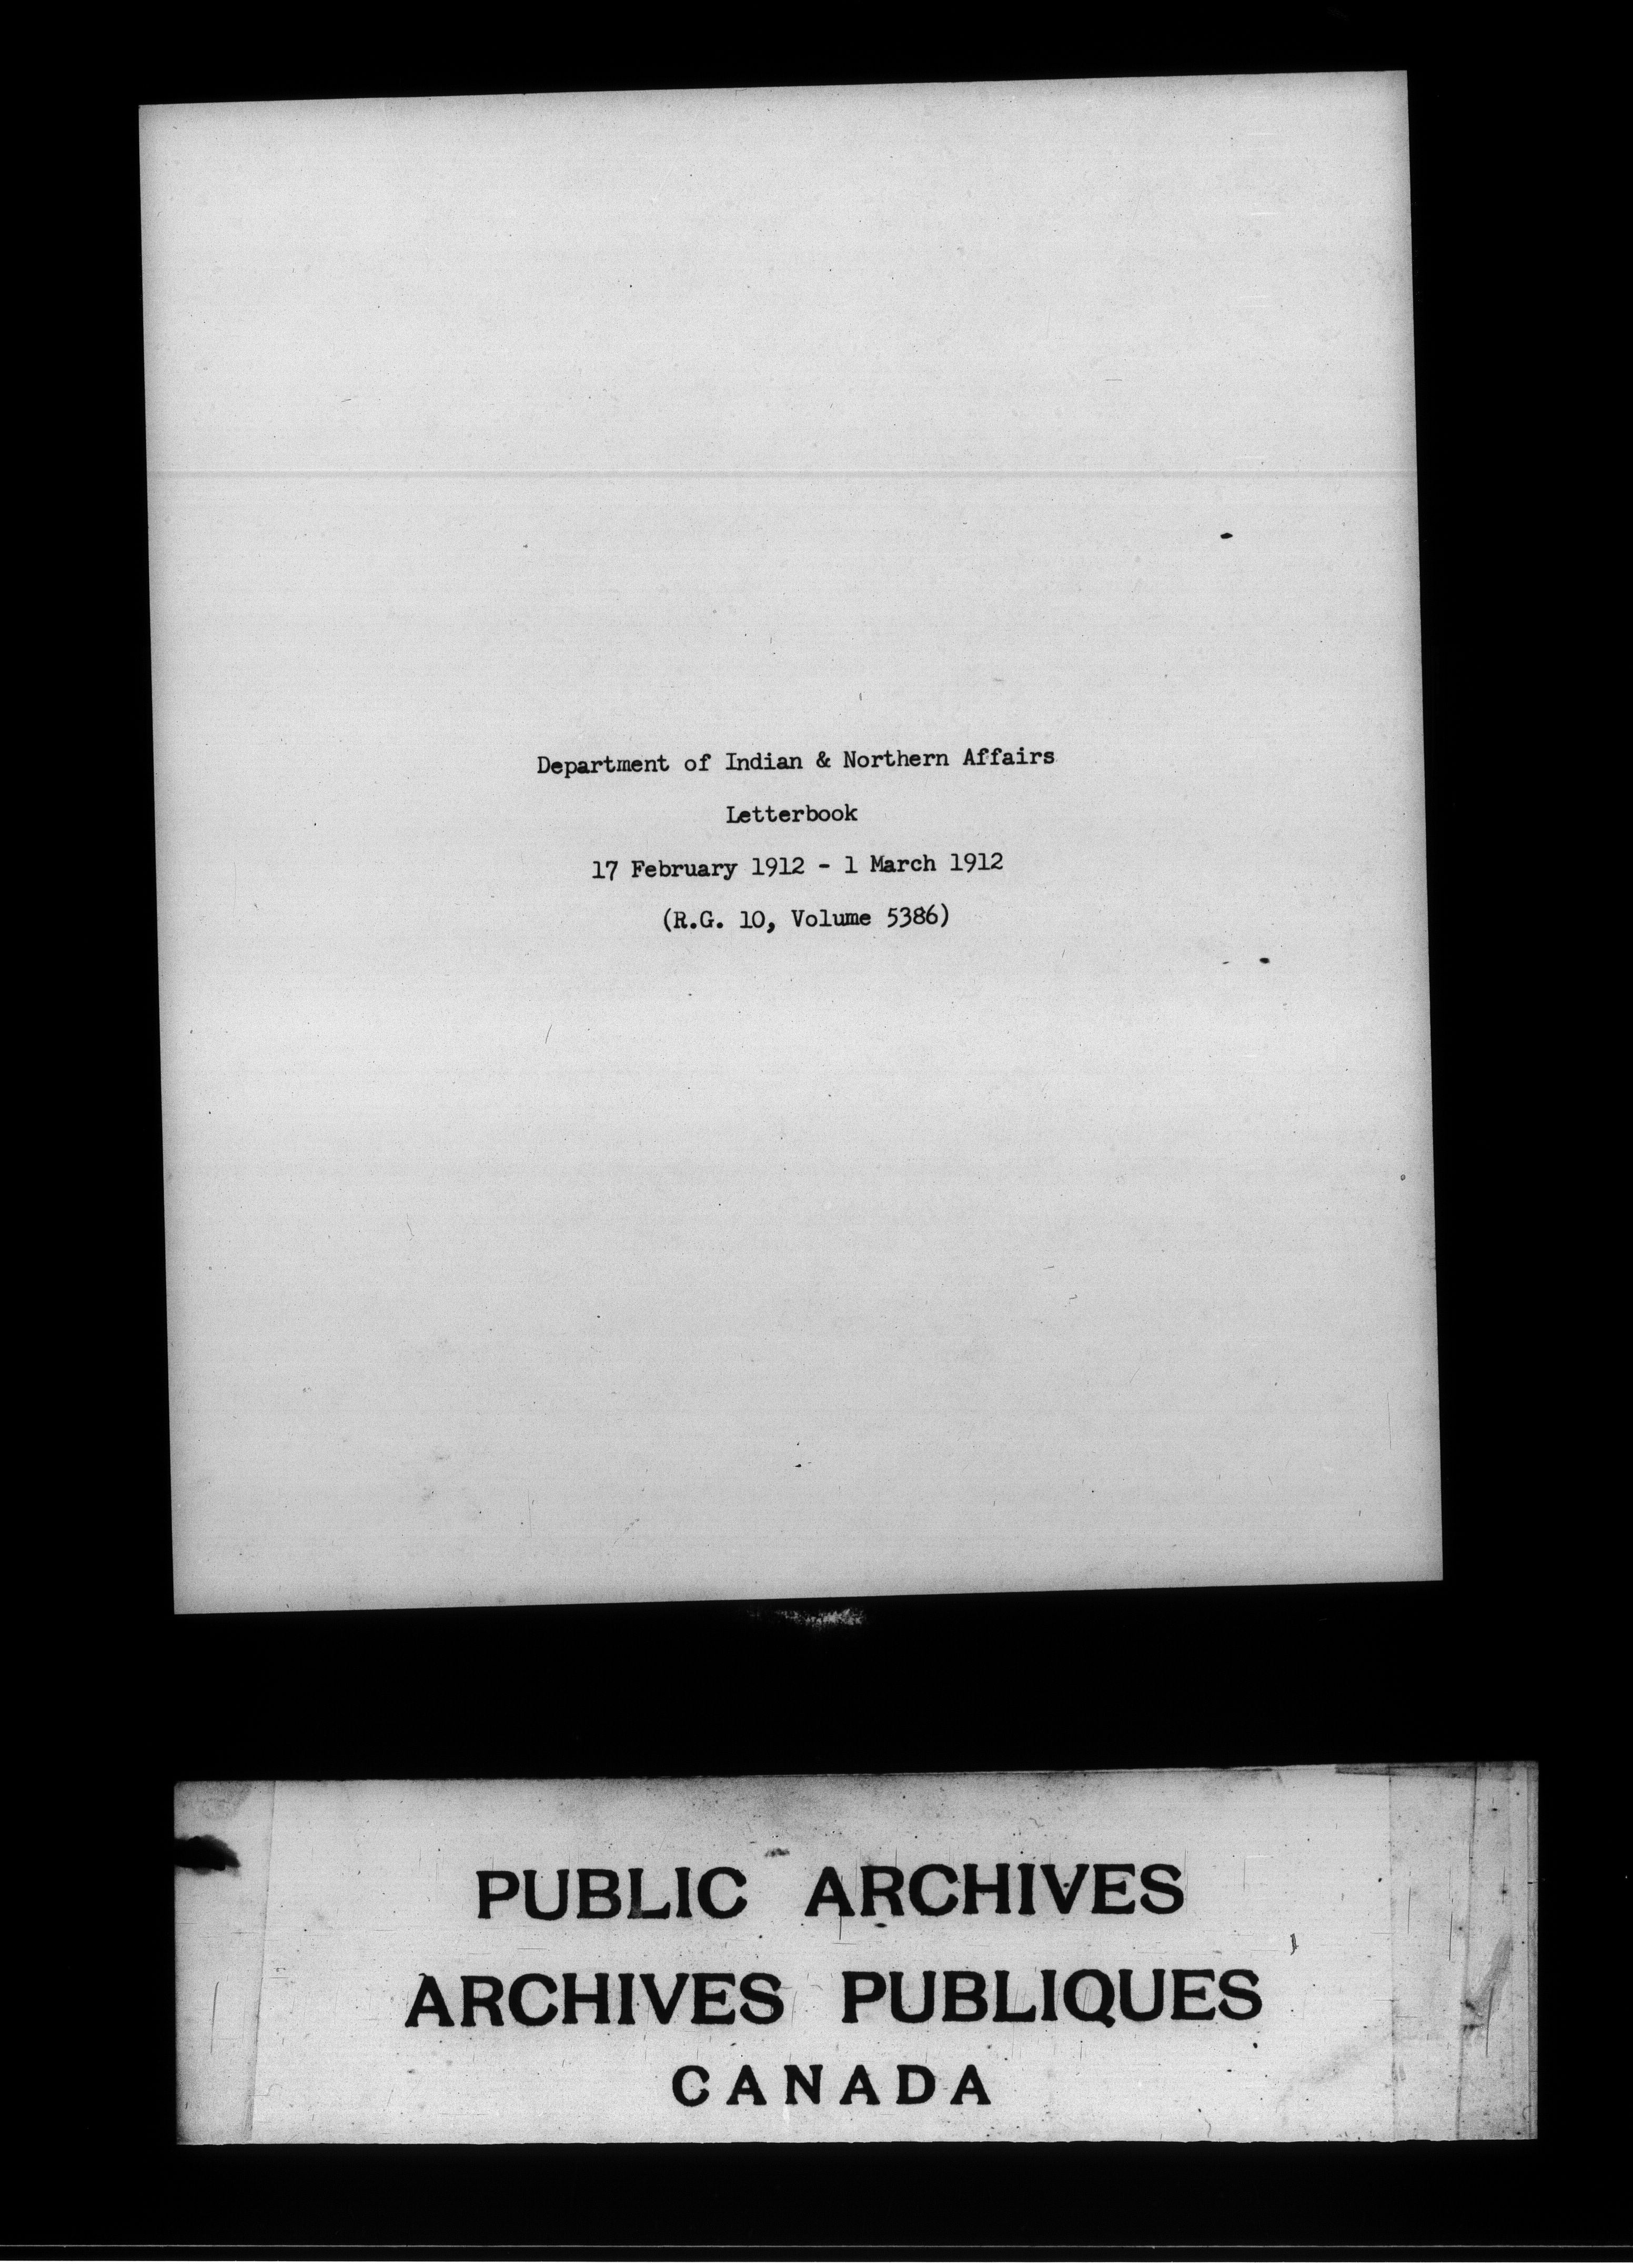 Department of Indian & Northern Affairs
Letterbook
17 February 1912 - 1 March 1912
(R.G. 10, Volume 5386)
PUBLIC ARCHIVES
ARCHIVES PUBLIQUES
CANADA